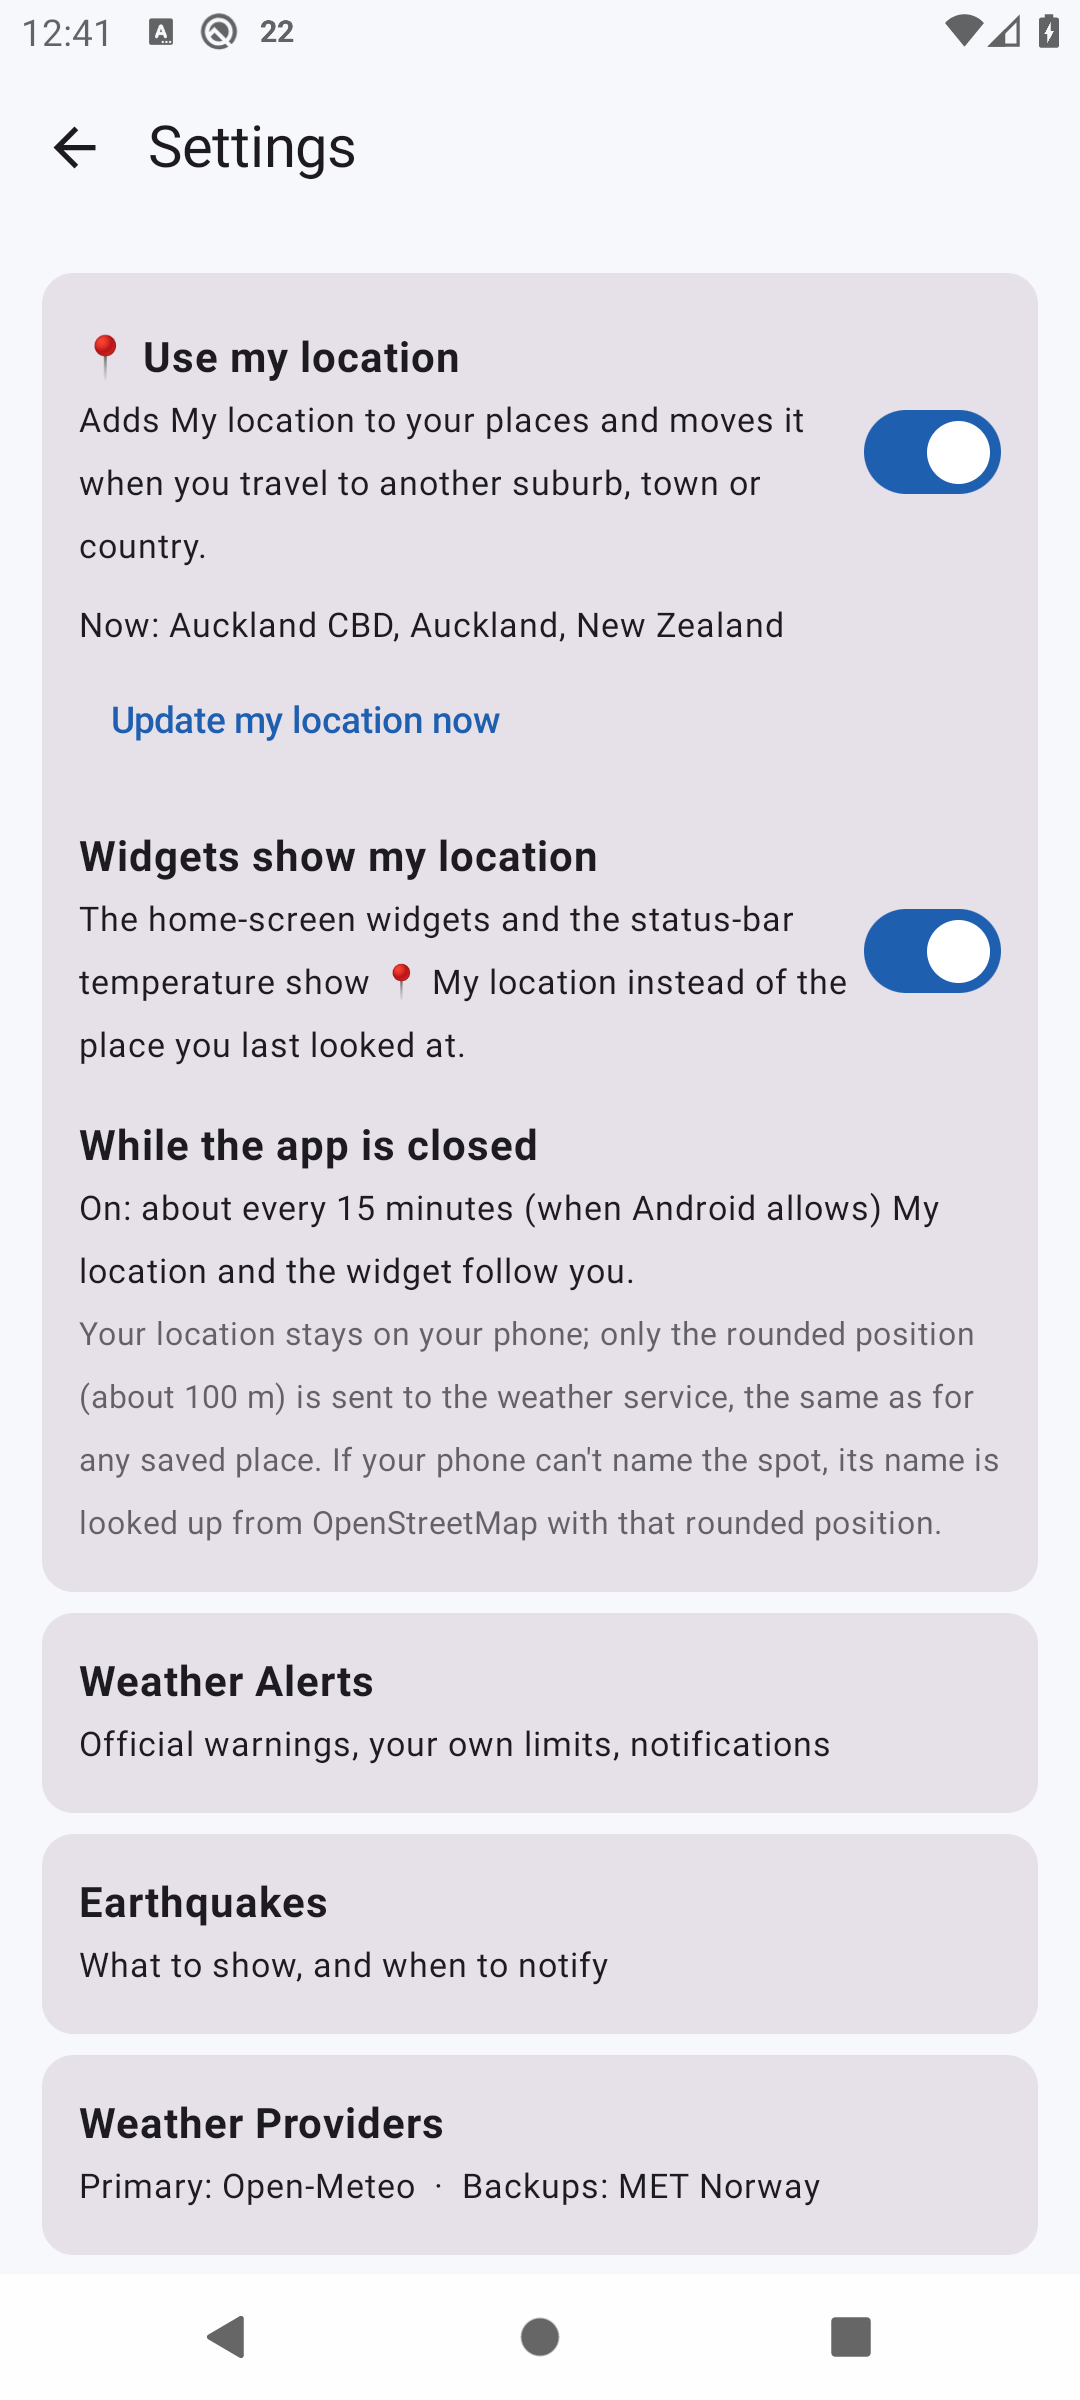 12:41 22
Settings
📍 Use my location
Adds My location to your places and moves it
when you travel to another suburb, town or
country.
Now: Auckland CBD, Auckland, New Zealand
Update my location now
Widgets show my location
The home-screen widgets and the status-bar
temperature show 📍 My location instead of the
place you last looked at.
While the app is closed
On: about every 15 minutes (when Android allows) My
location and the widget follow you.
Your location stays on your phone; only the rounded position
(about 100 m) is sent to the weather service, the same as for
any saved place. If your phone can't name the spot, its name is
looked up from OpenStreetMap with that rounded position.
Weather Alerts
Official warnings, your own limits, notifications
Earthquakes
What to show, and when to notify
Weather Providers
Primary: Open-Meteo · Backups: MET Norway